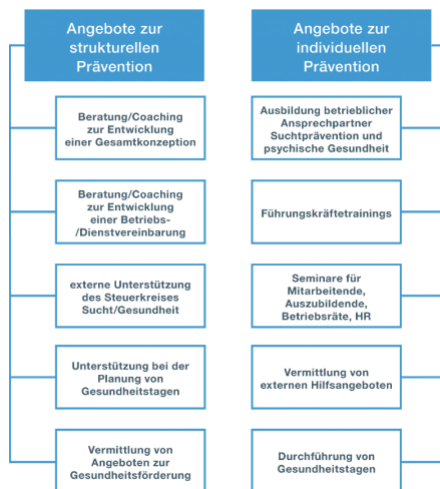 Angebote zur
strukturellen
Prävention
Beratung/Coaching
zur Entwicklung
einer Gesamtkonzeption
Beratung/Coaching
zur Entwicklung
einer Betriebs-
/Dienstvereinbarung
externe Unterstützung
des Steuerkreises
Sucht/Gesundheit
Unterstützung bei der
Planung von
Gesundheitstagen
Vermittlung von
Angeboten zur
Gesundheitsförderung
Angebote zur
individuellen
Prävention
Ausbildung betrieblicher
Ansprechpartner
Suchtprävention und
psychische Gesundheit
Führungskräftetrainings
Seminare für
Mitarbeitende,
Auszubildende,
Betriebsräte, HR
Vermittlung von
externen Hilfsangeboten
Durchführung von
Gesundheitstagen